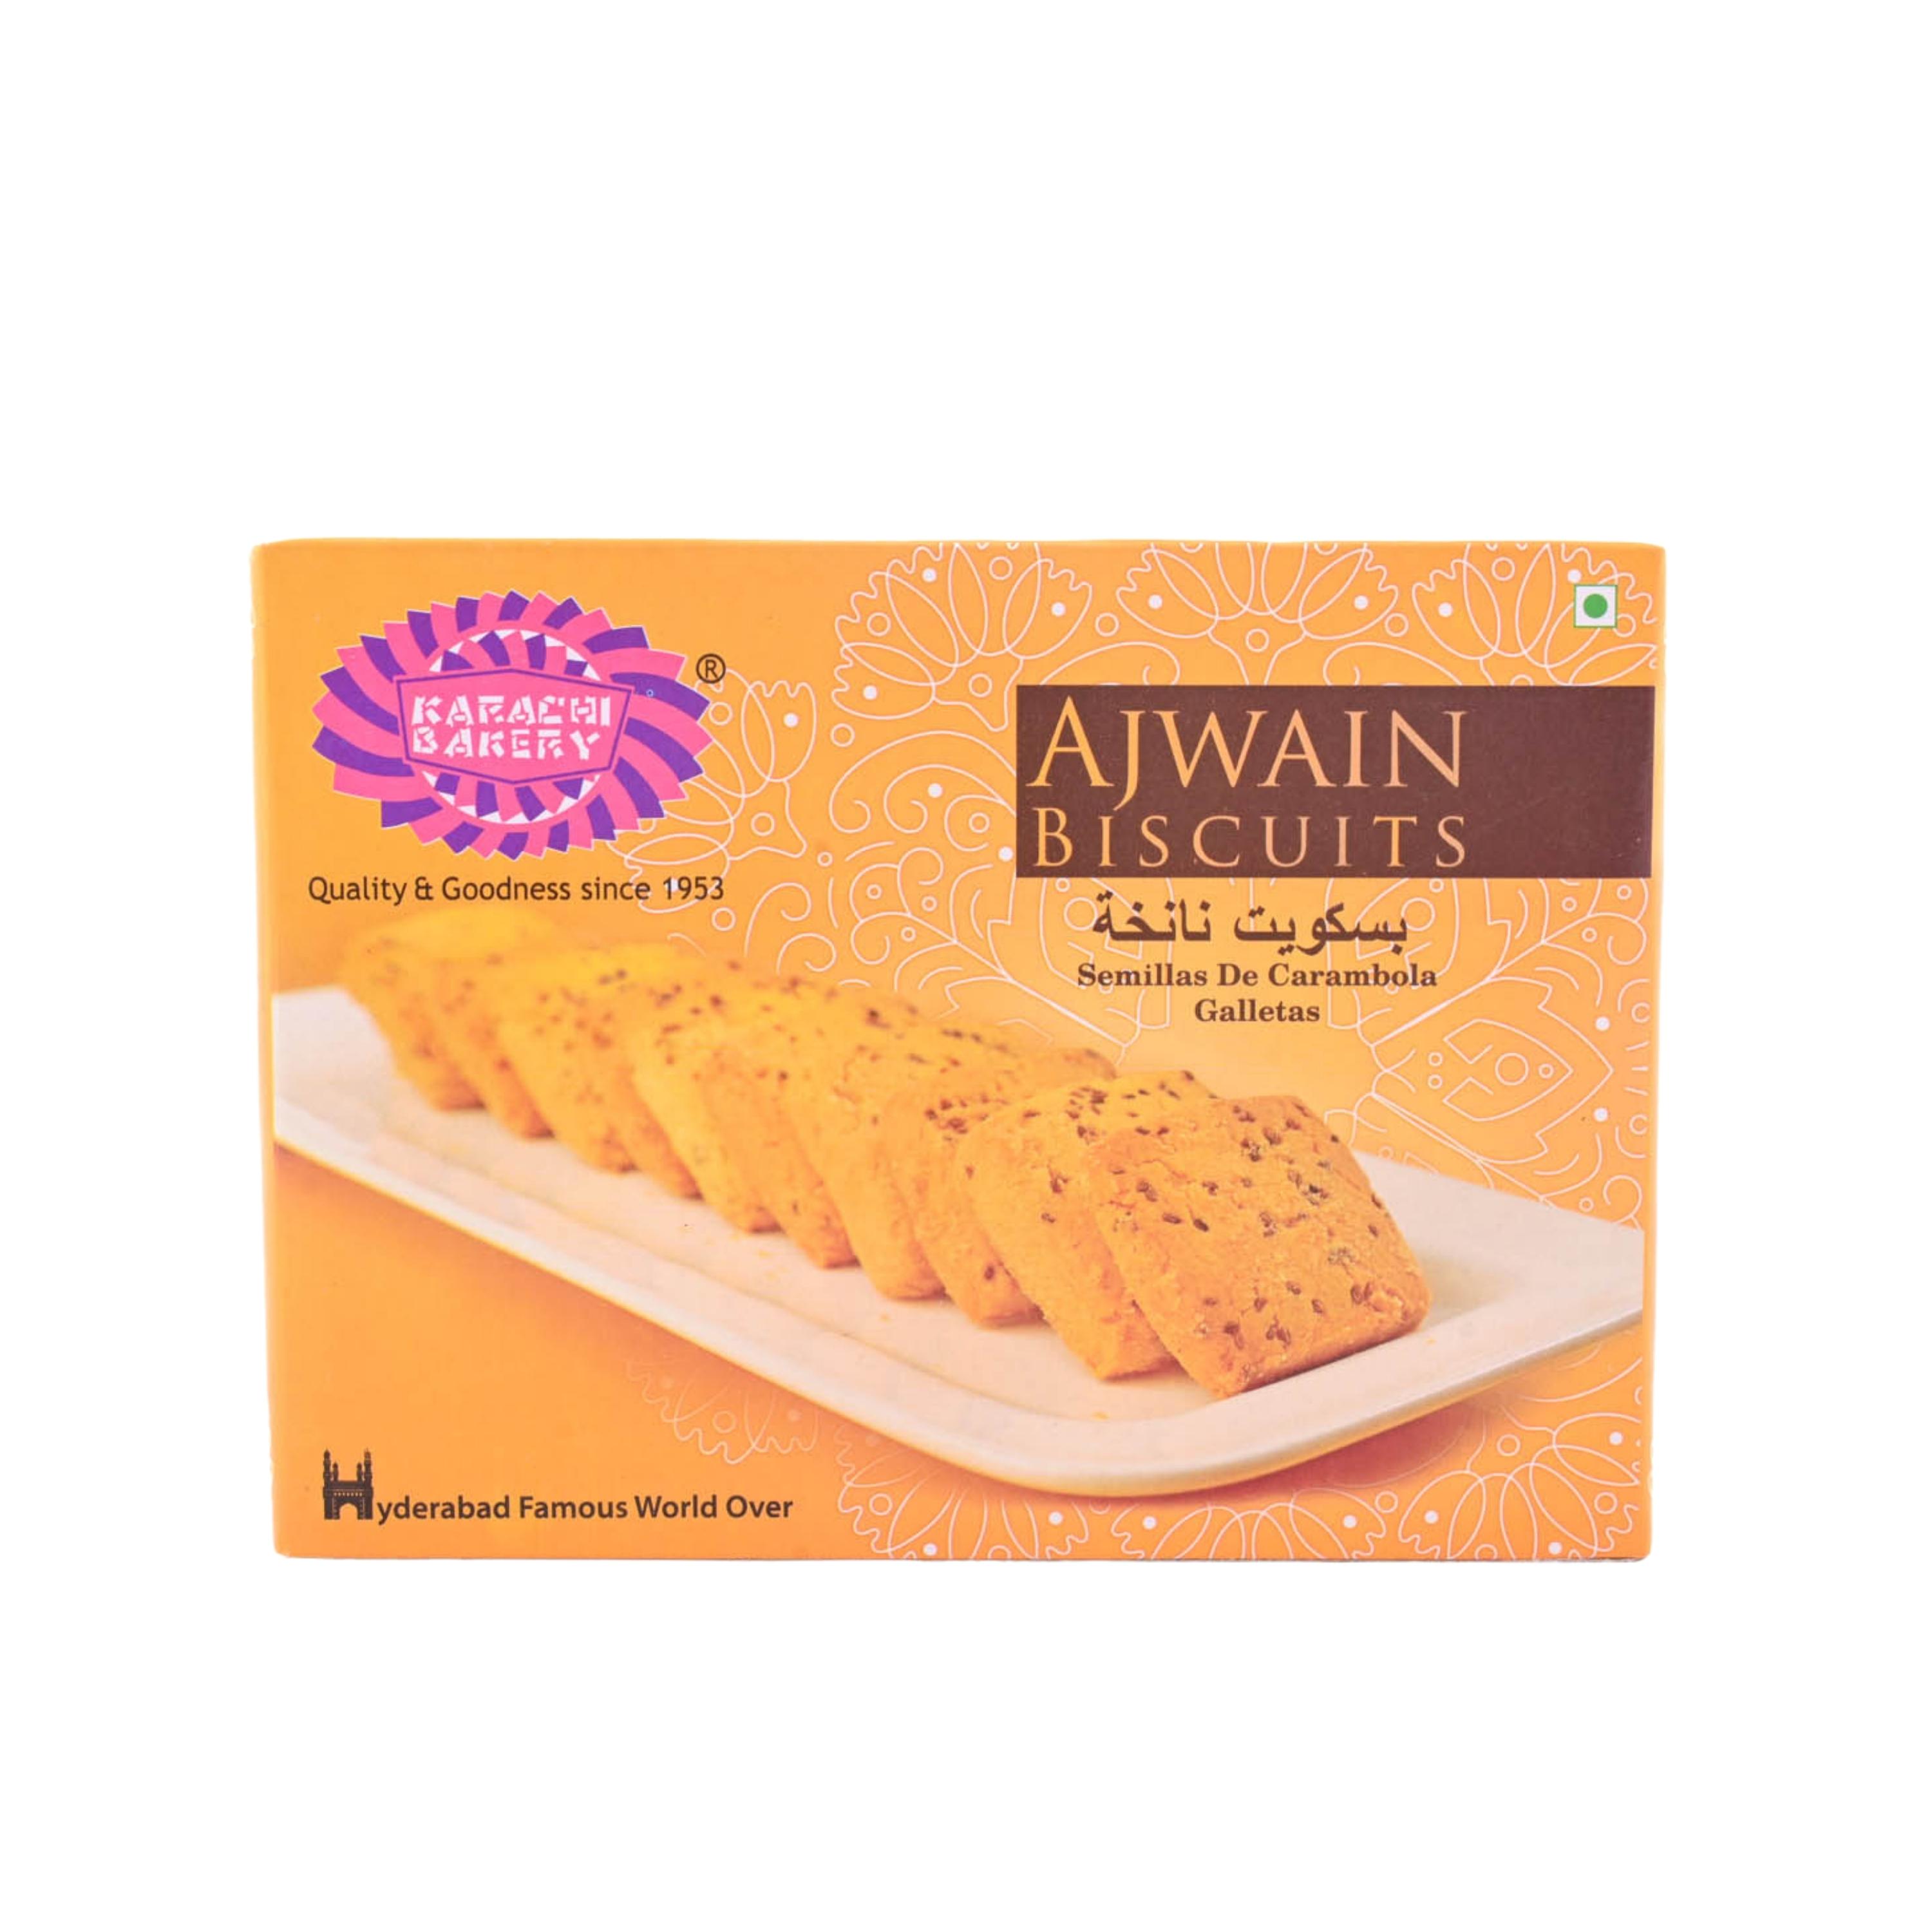 KARACHI
BAKERY
®
Quality & Goodness since 1953
AJWAIN
BISCUITS
بسكويت نانخة
Semillas De Carambola
Galletas
Hyderabad Famous World Over